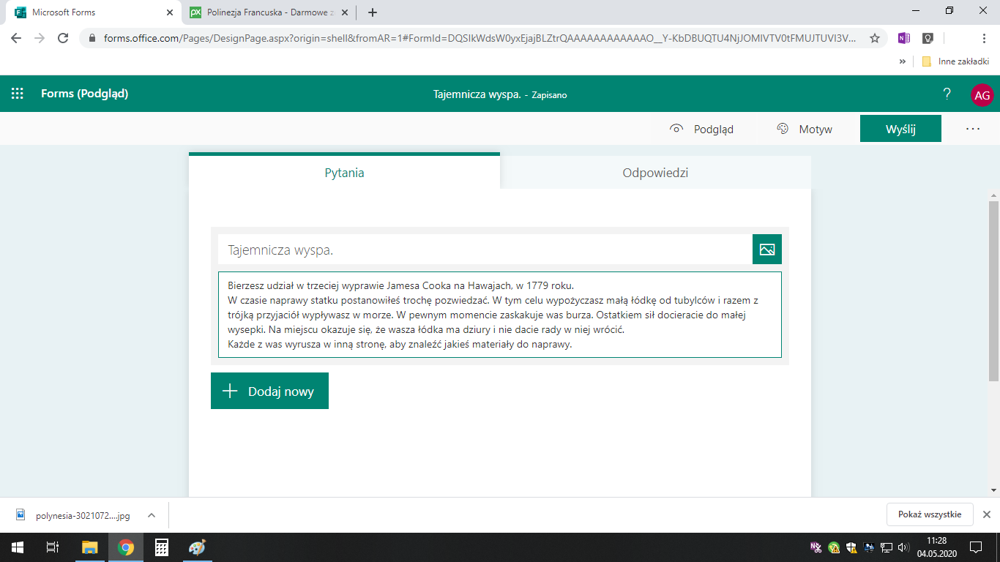 Microsoft Forms
Polinezja Francuska - Darmowe z
forms.office.com/Pages/DesignPage.aspx?origin=shell&fromAR=1#FormId=DQSIkWdsW0yxEjajBLZtrQAAAAAAAAAAAAO__Y-KbDBUQTU4NjJOMlVTV0tFMUJTUVI3V...
» Inne zakładki
Forms (Podgląd)
Tajemnicza wyspa. - Zapisano
? AG
Podgląd Motyw Wyślij ...
Pytania Odpowiedzi
Tajemnicza wyspa.
Bierzesz udział w trzeciej wyprawie Jamesa Cooka na Hawajach, w 1779 roku.
W czasie naprawy statku postanowiłeś trochę pozwiedzać. W tym celu wypożyczasz małą łódkę od tubylców i razem z
trójką przyjaciół wypływasz w morze. W pewnym momencie zaskakuje was burza. Ostatkiem sił docieracie do małej
wysepki. Na miejscu okazuje się, że wasza łódka ma dziury i nie dacie rady w niej wrócić.
Każde z was wyrusza w inną stronę, aby znaleźć jakieś materiały do naprawy.
Dodaj nowy
polynesia-3021072....jpg
Pokaż wszystkie
11:28
04.05.2020